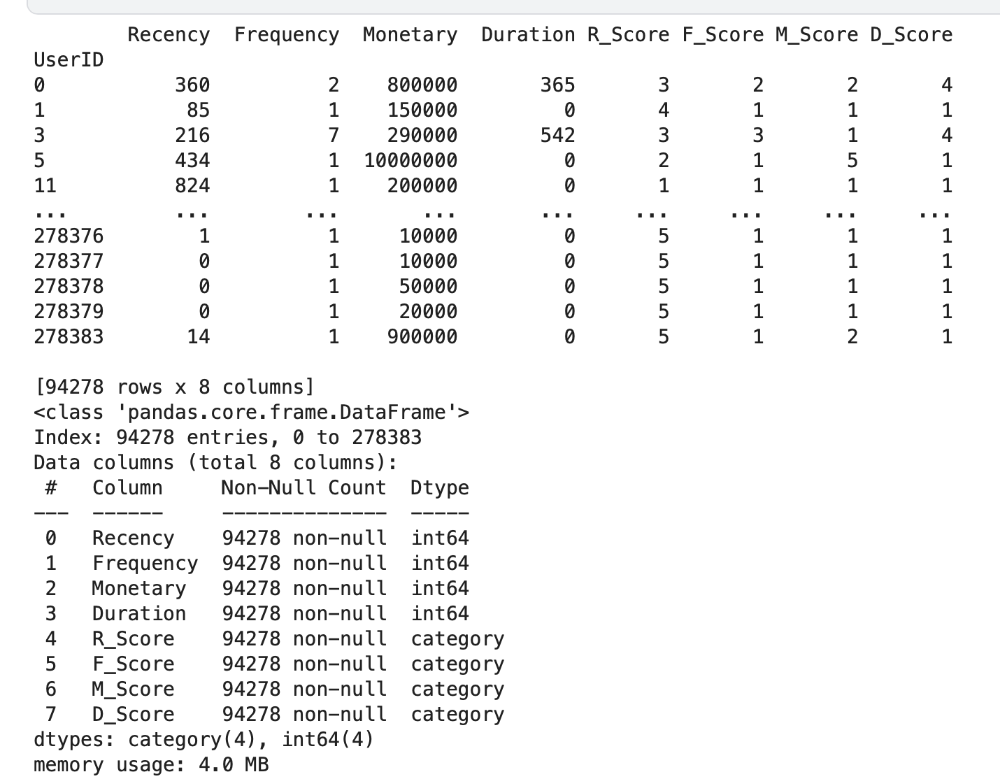 Recency  Frequency  Monetary  Duration R_Score F_Score M_Score D_Score
UserID
0           360          2    800000       365       3       2       2       4
1            85          1    150000         0       4       1       1       1
3           216          7    290000       542       3       3       1       4
5           434          1  10000000         0       2       1       5       1
11          824          1    200000         0       1       1       1       1
...         ...        ...       ...       ...     ...     ...     ...     ...
278376        1          1     10000         0       5       1       1       1
278377        0          1     10000         0       5       1       1       1
278378        0          1     50000         0       5       1       1       1
278379        0          1     20000         0       5       1       1       1
278383       14          1    900000         0       5       1       2       1

[94278 rows x 8 columns]
<class 'pandas.core.frame.DataFrame'>
Index: 94278 entries, 0 to 278383
Data columns (total 8 columns):
 #   Column     Non-Null Count  Dtype
---  ------     --------------  -----
 0   Recency    94278 non-null  int64
 1   Frequency  94278 non-null  int64
 2   Monetary   94278 non-null  int64
 3   Duration   94278 non-null  int64
 4   R_Score    94278 non-null  category
 5   F_Score    94278 non-null  category
 6   M_Score    94278 non-null  category
 7   D_Score    94278 non-null  category
dtypes: category(4), int64(4)
memory usage: 4.0 MB